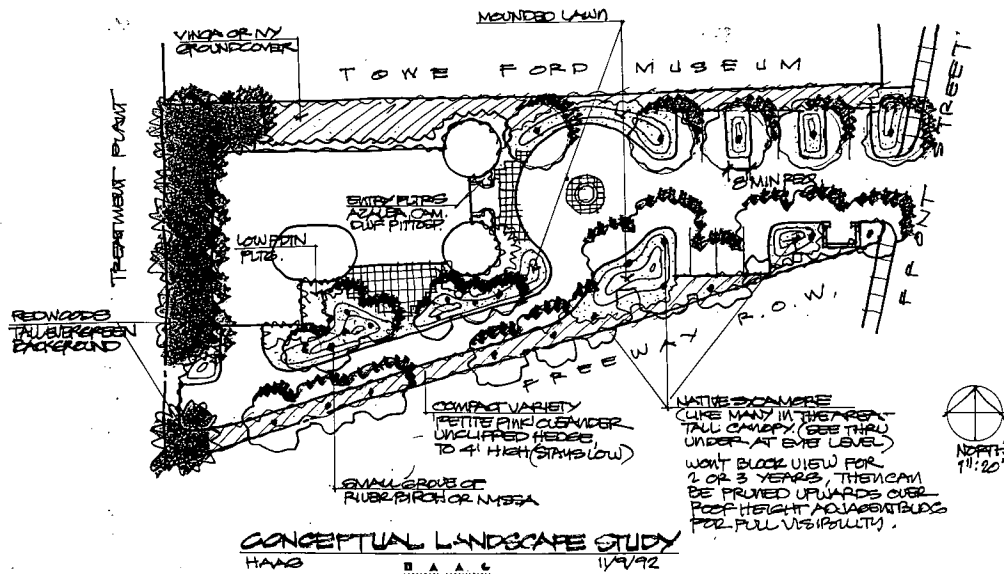 MOUNDED LAWN
VINCA OR IVY
GROUNDCOVER
TOWE FORD MUSEUM
TREATMENT PLANT
FRONT STREET
8' MIN REQ.
ENTRY PLTG
AZALEA, CAM.
DWF PITTOSP.
LOW EDIN
PLTG.
REDWOODS
TALL EVERGREEN
BACKGROUND
FREEWAY R.O.W.
COMPACT VARIETY
'PETITE PINK' OLEANDER
UNCLIPPED HEDGE
TO 4' HIGH (STAYS LOW)
SMALL GROVE OF
RIVER BIRCH OR NYSSA
NATIVE SYCAMORE
(LIKE MANY IN THE AREA-
TALL CANOPY. (SEE THRU
UNDER AT EYE LEVEL)
WON'T BLOCK VIEW FOR
2 OR 3 YEARS, THEN CAN
BE PRUNED UPWARDS OVER
ROOF HEIGHT ADJACENT BLDGS
FOR FULL VISIBILITY.
NORTH
1":20'
CONCEPTUAL LANDSCAPE STUDY
HAAG 11/9/92